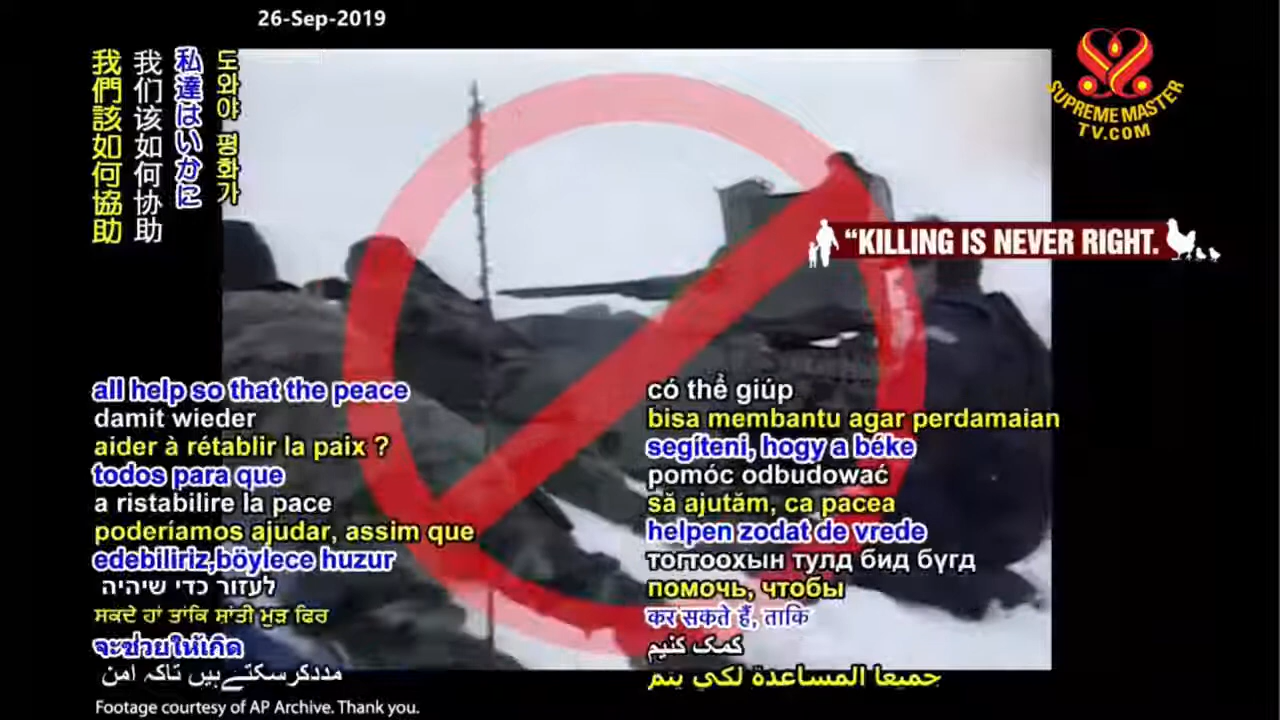 26-Sep-2019
SUPREME MASTER
TV.COM
我們該如何協助
我们该如何协助
私達はいかに
도와야 평화가
“KILLING IS NEVER RIGHT.
all help so that the peace
damit wieder
aider à rétablir la paix ?
todos para que
a ristabilire la pace
poderíamos ajudar, assim que
edebiliriz,böylece huzur
לעזור כדי שיהיה
ਸਕਦੇ ਹਾਂ ਤਾਂਕਿ ਸ਼ਾਂਤੀ ਮੁੜ ਫਿਰ
จะช่วยให้เกิด
مددکرسکتےہیں تاکہ امن
có thể giúp
bisa membantu agar perdamaian
segíteni, hogy a béke
pomóc odbudować
să ajutăm, ca pacea
helpen zodat de vrede
тогтоохын тулд бид бүгд
помочь, чтобы
कर सकते हैं, ताकि
کمک کنیم
جميعا المساعدة لكي يتم
Footage courtesy of AP Archive. Thank you.